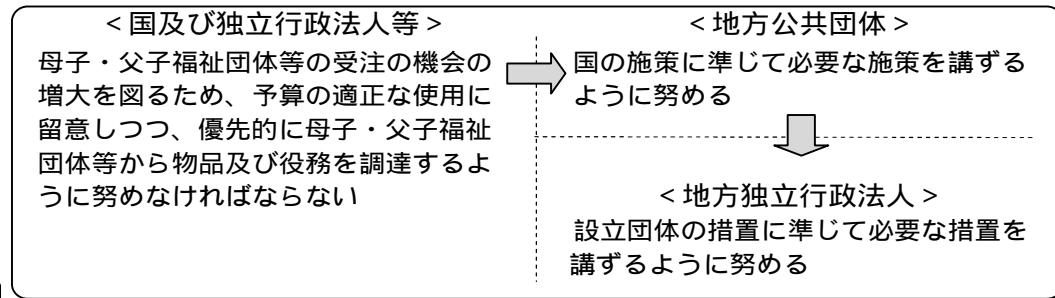 ＜国及び独立行政法人等＞
母子・父子福祉団体等の受注の機会の
増大を図るため、予算の適正な使用に
留意しつつ、優先的に母子・父子福祉
団体等から物品及び役務を調達するよ
うに努めなければならない
＜地方公共団体＞
国の施策に準じて必要な施策を講ずる
ように努める
＜地方独立行政法人＞
設立団体の措置に準じて必要な措置を
講ずるように努める